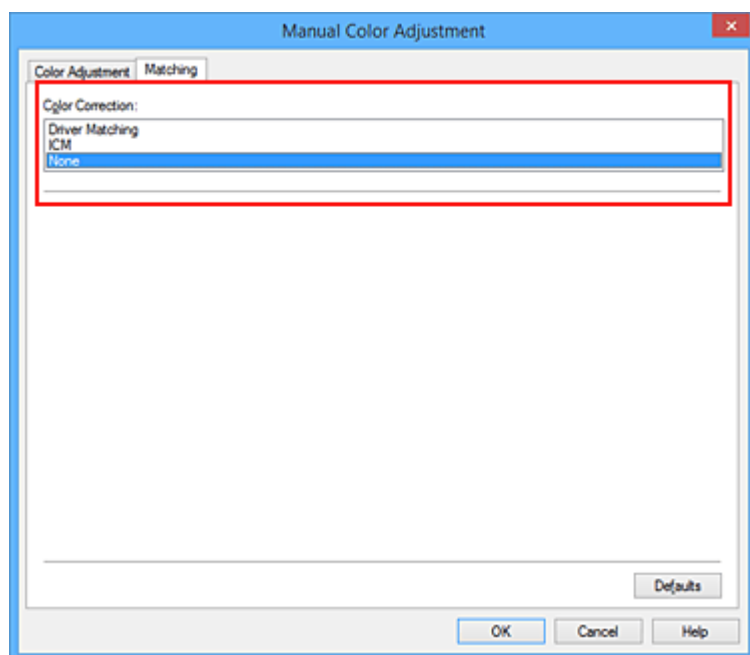 Manual Color Adjustment
Color Adjustment Matching
Color Correction:
Driver Matching
ICM
None
Defaults
OK Cancel Help